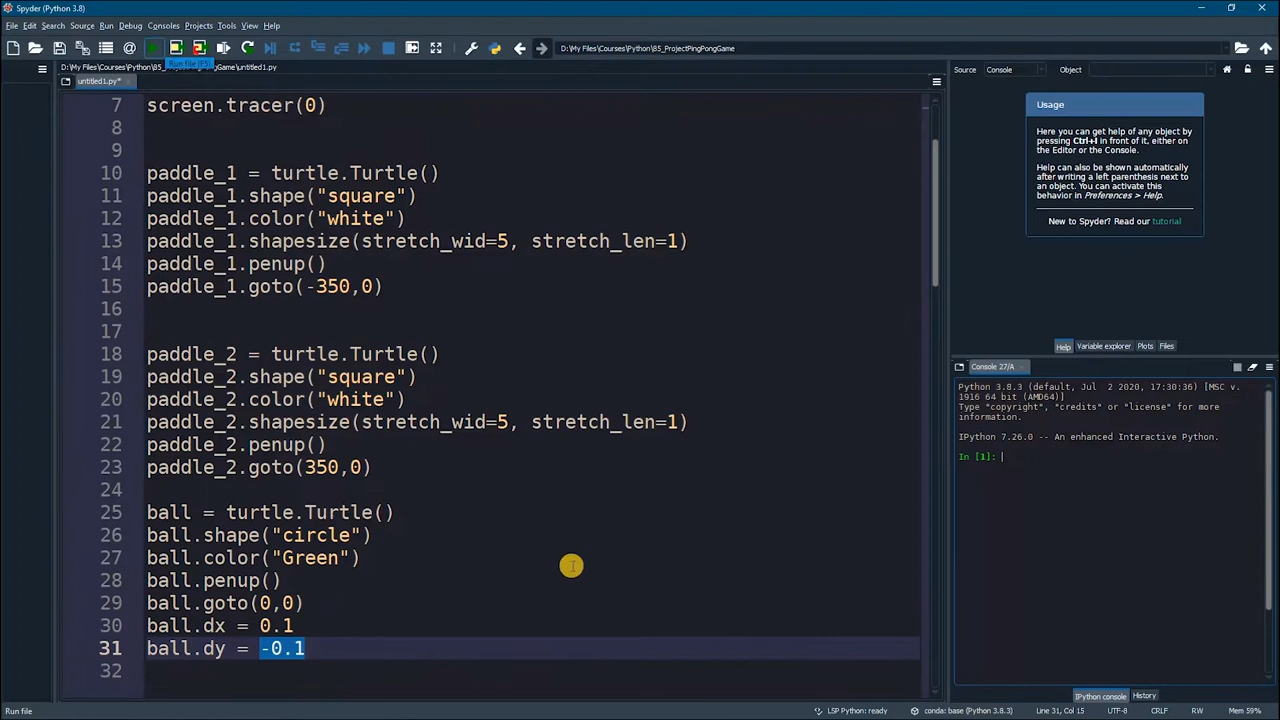 Spyder (Python 3.8)
File Edit Search Source Run Debug Consoles Projects Tools View Help
D:\My Files\Courses\Python\85_ProjectPingPongGame
Run file (F5)
D:\My Files\Courses\Python\85_ProjectPingPongGame\untitled1.py
untitled1.py*
7 screen.tracer(0)
8
9
10 paddle_1 = turtle.Turtle()
11 paddle_1.shape("square")
12 paddle_1.color("white")
13 paddle_1.shapesize(stretch_wid=5, stretch_len=1)
14 paddle_1.penup()
15 paddle_1.goto(-350,0)
16
17
18 paddle_2 = turtle.Turtle()
19 paddle_2.shape("square")
20 paddle_2.color("white")
21 paddle_2.shapesize(stretch_wid=5, stretch_len=1)
22 paddle_2.penup()
23 paddle_2.goto(350,0)
24
25 ball = turtle.Turtle()
26 ball.shape("circle")
27 ball.color("Green")
28 ball.penup()
29 ball.goto(0,0)
30 ball.dx = 0.1
31 ball.dy = -0.1
32
Source Console Object
Usage
Here you can get help of any object by
pressing Ctrl+I in front of it, either on
the Editor or the Console.
Help can also be shown automatically
after writing a left parenthesis next to
an object. You can activate this
behavior in Preferences > Help.
New to Spyder? Read our tutorial
Help Variable explorer Plots Files
Console 27/A
Python 3.8.3 (default, Jul 2 2020, 17:30:36) [MSC v.
1916 64 bit (AMD64)]
Type "copyright", "credits" or "license" for more
information.
IPython 7.26.0 -- An enhanced Interactive Python.
In [1]:
IPython console History
Run file LSP Python: ready conda: base (Python 3.8.3) Line 31, Col 15 UTF-8 CRLF RW Mem 59%